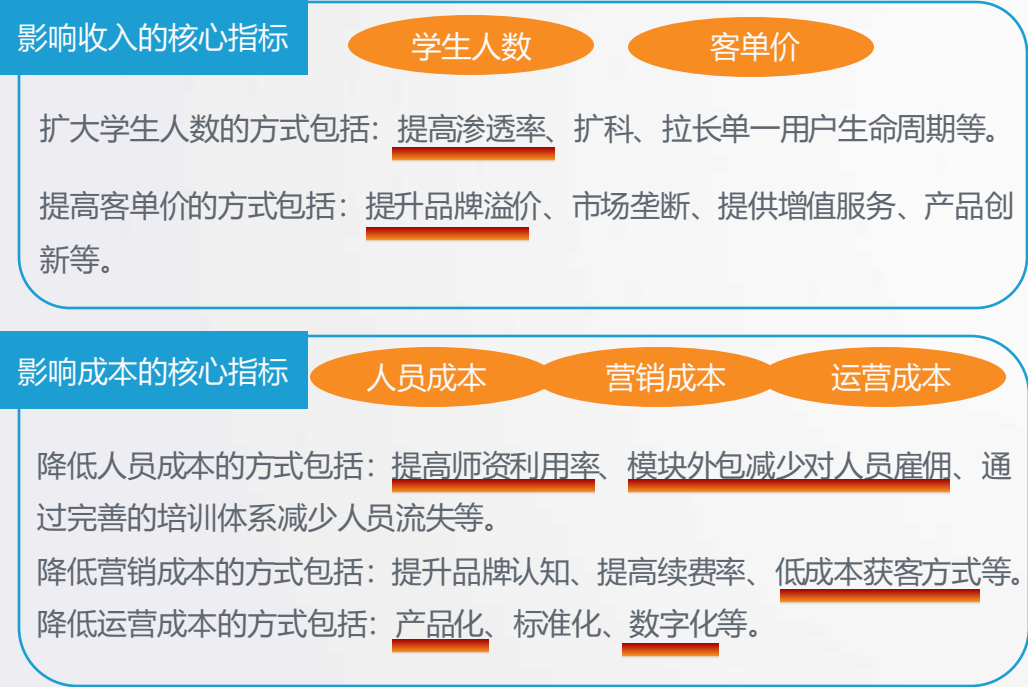 影响收入的核心指标 学生人数 客单价
扩大学生人数的方式包括：提高渗透率、扩科、拉长单一用户生命周期等。
提高客单价的方式包括：提升品牌溢价、市场垄断、提供增值服务、产品创
新等。
影响成本的核心指标 人员成本 营销成本 运营成本
降低人员成本的方式包括：提高师资利用率、模块外包减少对人员雇佣、通
过完善的培训体系减少人员流失等。
降低营销成本的方式包括：提升品牌认知、提高续费率、低成本获客方式等。
降低运营成本的方式包括：产品化、标准化、数字化等。